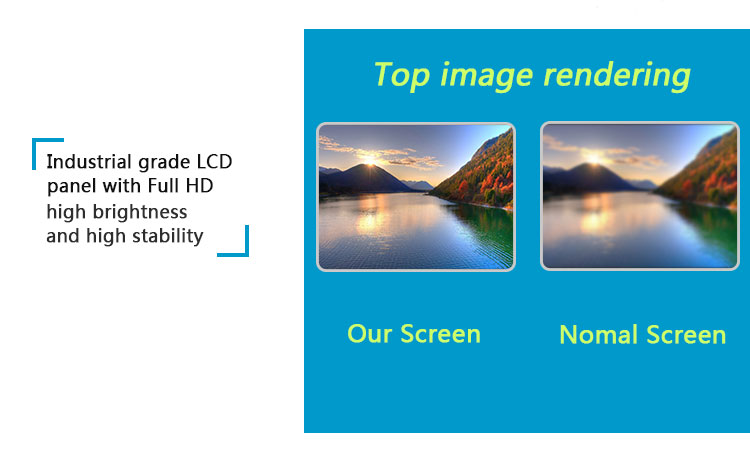 Industrial grade LCD
panel with Full HD
high brightness
and high stability
Top image rendering
Our Screen
Nomal Screen